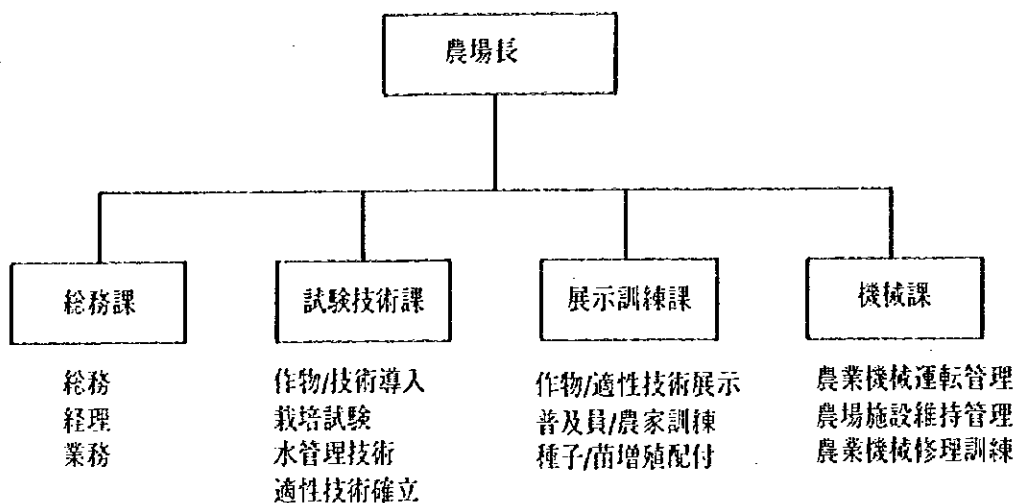 農場長
総務課
試験技術課
展示訓練課
機械課
総務
経理
業務
作物/技術導入
栽培試験
水管理技術
適性技術確立
作物/適性技術展示
普及員/農家訓練
種子/苗増殖配付
農業機械運転管理
農場施設維持管理
農業機械修理訓練